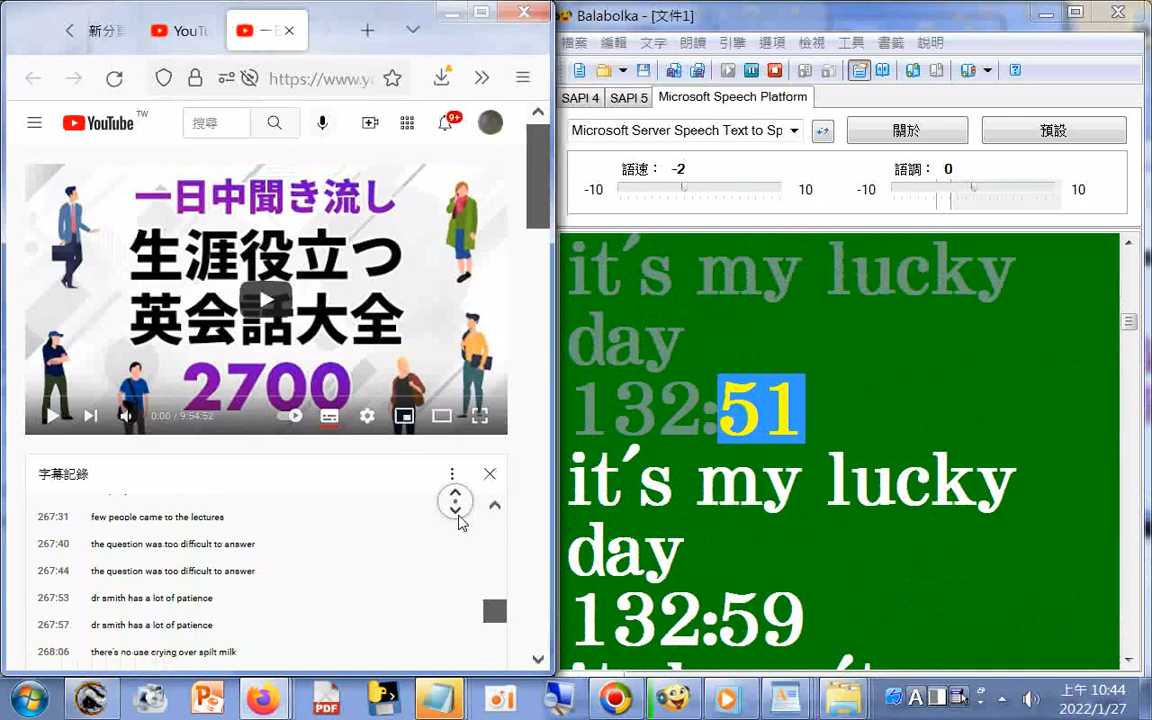 新分頁
YouTu
一 E
https://www.y
YouTube TW
搜尋
9+
一日中聞き流し
生涯役立つ
英会話大全
2700
0:00 / 9:54:52
字幕記錄
267:31 few people came to the lectures
267:40 the question was too difficult to answer
267:44 the question was too difficult to answer
267:53 dr smith has a lot of patience
267:57 dr smith has a lot of patience
268:06 there's no use crying over spilt milk
Balabolka - [文件1]
檔案 編輯 文字 朗讀 引擎 選項 檢視 工具 書籤 說明
SAPI 4 SAPI 5 Microsoft Speech Platform
Microsoft Server Speech Text to Sp 關於 預設
語速： -2 語調： 0
-10 10 -10 10
it's my lucky
day
132:51
it's my lucky
day
132:59
PDF
A
上午 10:44
2022/1/27